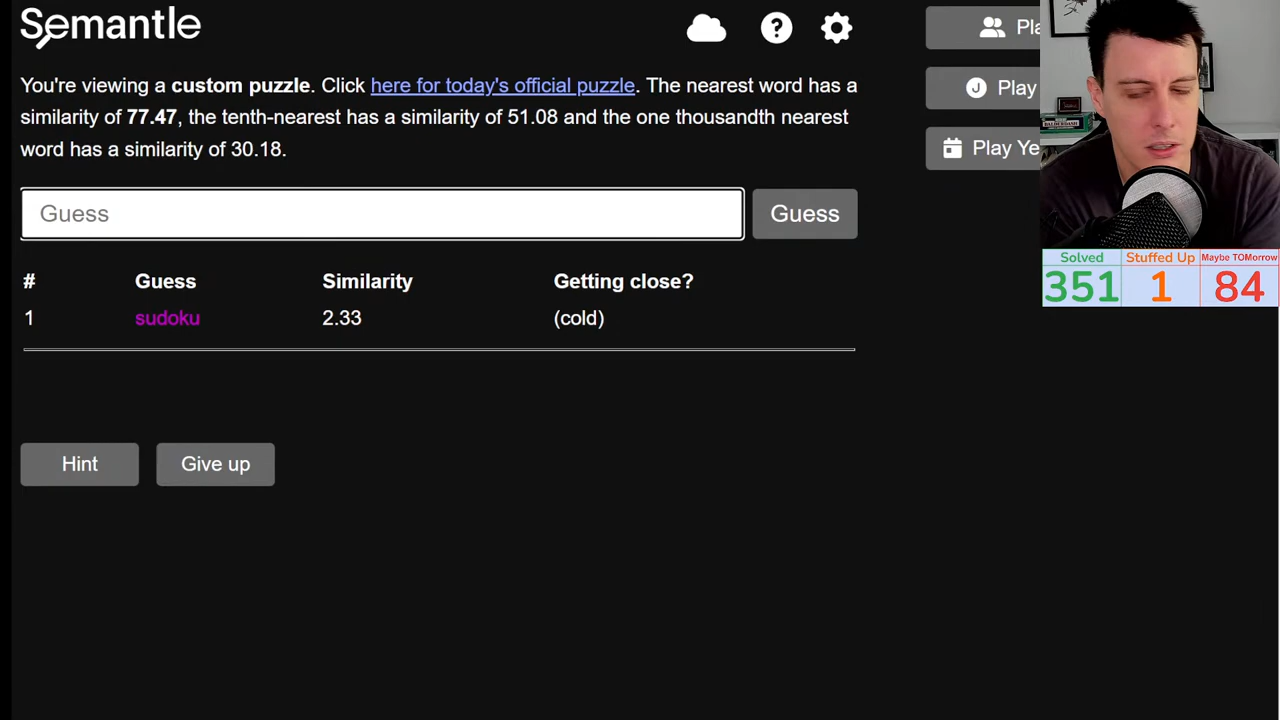 Semantle
You're viewing a custom puzzle. Click here for today's official puzzle. The nearest word has a
similarity of 77.47, the tenth-nearest has a similarity of 51.08 and the one thousandth nearest
word has a similarity of 30.18.
Guess Guess
# Guess Similarity Getting close?
1 sudoku 2.33 (cold)
Hint Give up
J Play
Play Ye
Solved Stuffed Up Maybe TOMorrow
351 1 84